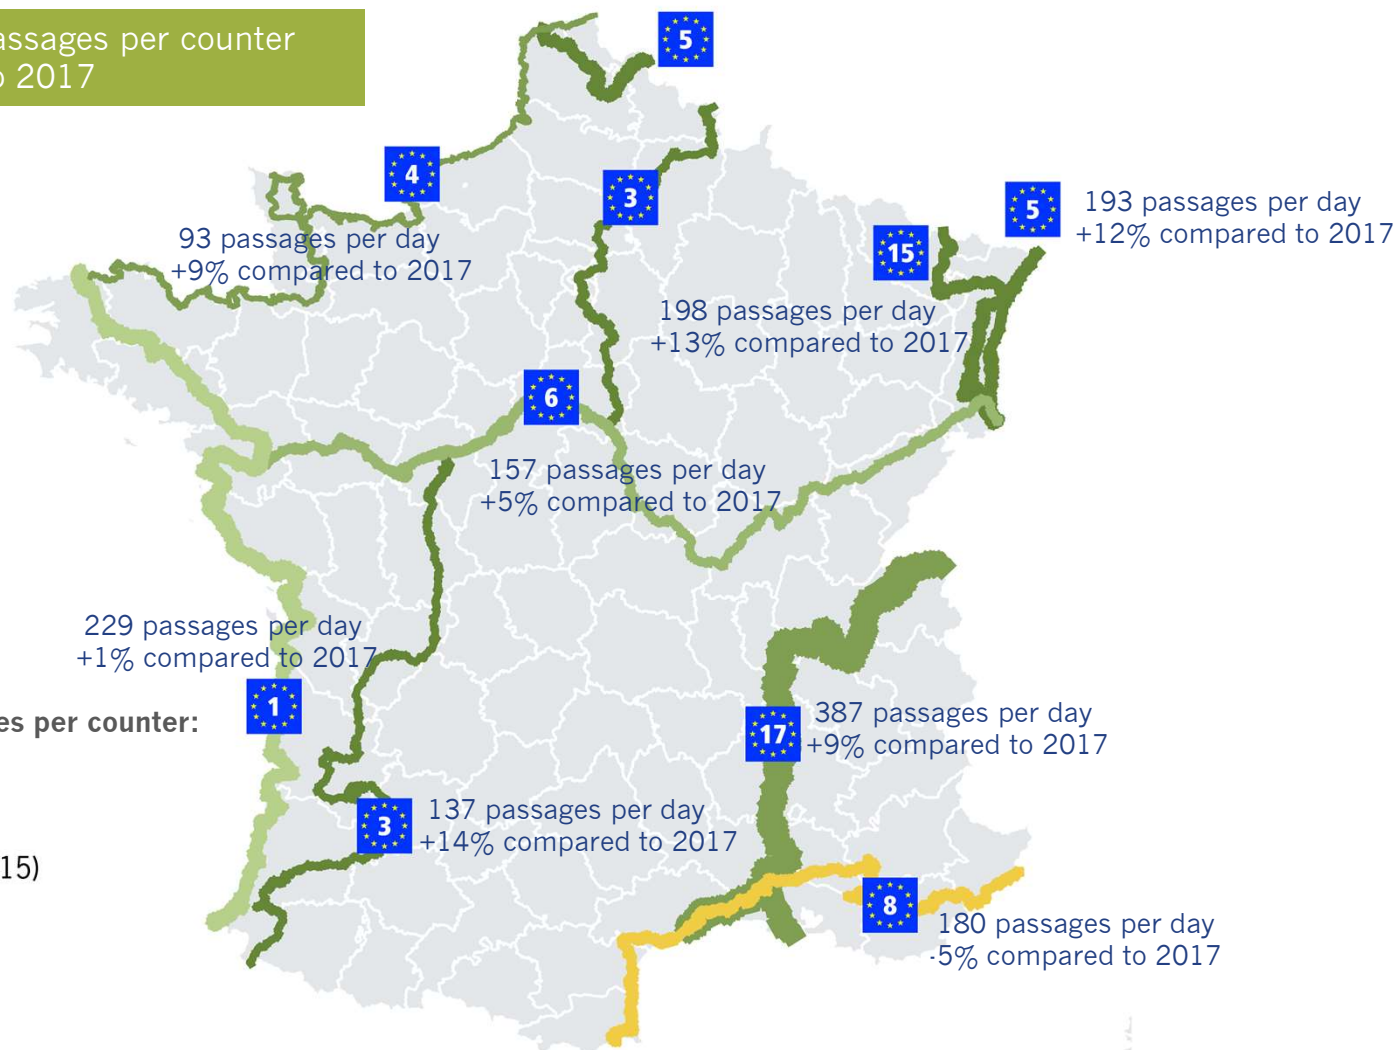 assages per counter
o 2017
5
4
3
5
193 passages per day
+12% compared to 2017
93 passages per day
+9% compared to 2017
15
198 passages per day
+13% compared to 2017
6
157 passages per day
+5% compared to 2017
229 passages per day
+1% compared to 2017
1
es per counter:
17
387 passages per day
+9% compared to 2017
3
137 passages per day
+14% compared to 2017
15)
8
180 passages per day
-5% compared to 2017